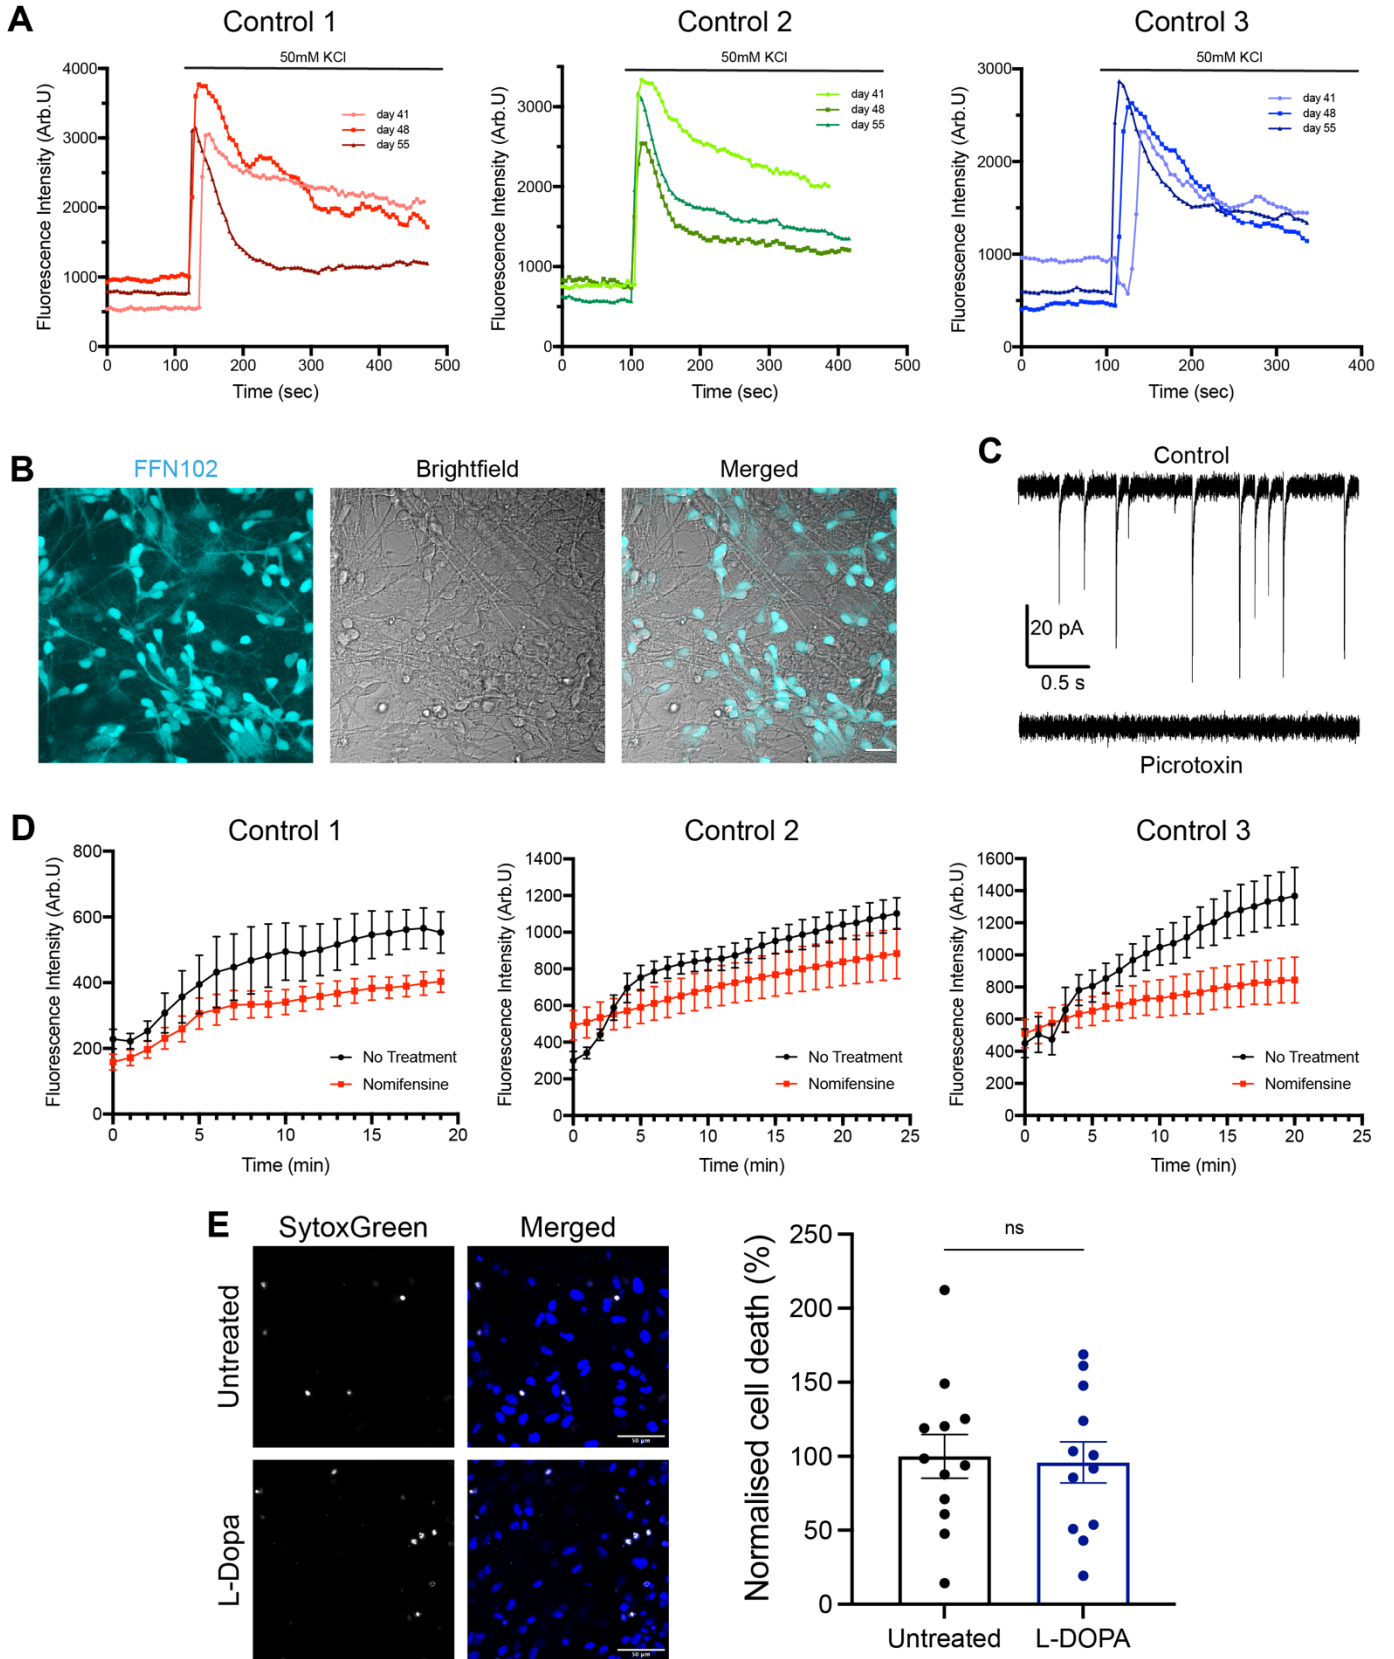 A
Control 1
Control 2
Control 3
50mM KCl
50mM KCl
50mM KCl
Fluorescence Intensity (Arb.U)
4000
3000
2000
1000
0
day 41
day 48
day 55
0 100 200 300 400 500
Time (sec)
Fluorescence Intensity (Arb.U)
3000
2000
1000
0
day 41
day 48
day 55
0 100 200 300 400 500
Time (sec)
Fluorescence Intensity (Arb.U)
3000
2000
1000
0
day 41
day 48
day 55
0 100 200 300 400
Time (sec)
B
FFN102
Brightfield
Merged
C
Control
20 pA
0.5 s
Picrotoxin
D
Control 1
Control 2
Control 3
Fluorescence Intensity (Arb.U)
800
600
400
200
0
No Treatment
Nomifensine
0 5 10 15 20
Time (min)
Fluorescence Intensity (Arb.U)
1400
1200
1000
800
600
400
200
0
No Treatment
Nomifensine
0 5 10 15 20 25
Time (min)
Fluorescence Intensity (Arb.U)
1600
1400
1200
1000
800
600
400
200
0
No Treatment
Nomifensine
0 5 10 15 20 25
Time (min)
E
SytoxGreen
Merged
Untreated
50 µm
L-Dopa
50 µm
Normalised cell death (%)
250
200
150
100
50
0
ns
Untreated
L-DOPA